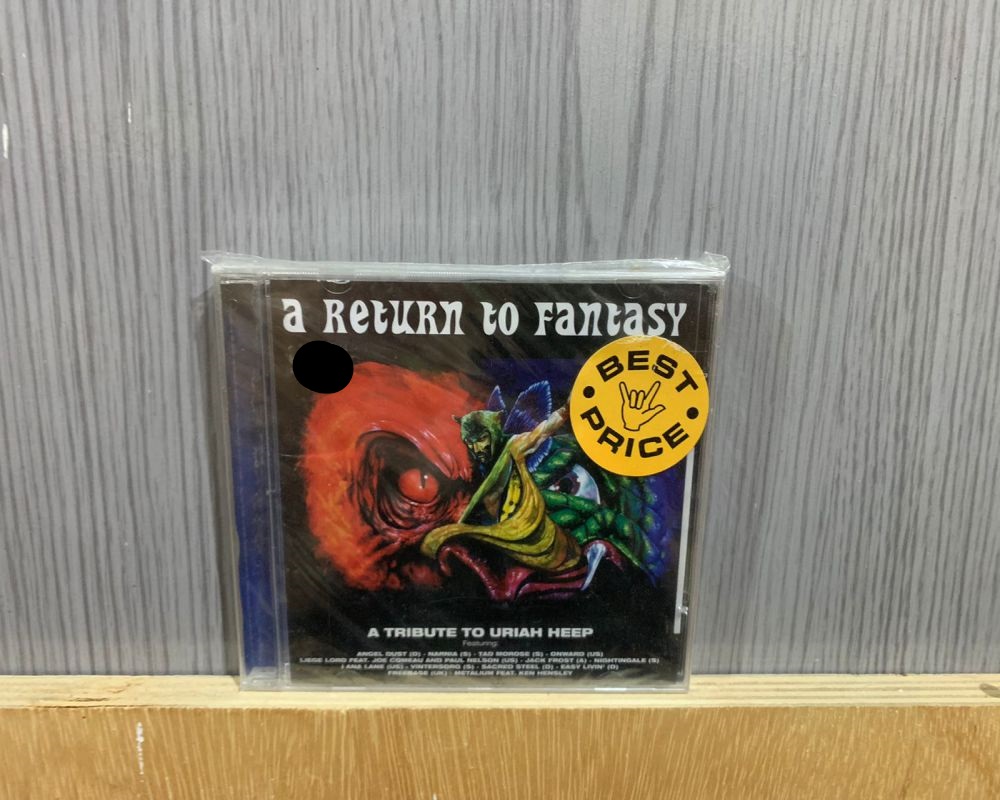 a Return to Fantasy
BEST
PRICE
A TRIBUTE TO URIAH HEEP
Featuring:
ANGEL DUST (D) - NARNIA (S) - TAD MOROSE (S) - ONWARD (US)
LIEGE LORD FEAT. JOE COMEAU AND PAUL NELSON (US) - JACK FROST (A) - NIGHTINGALE (S)
LANA LANE (US) - VINTERSORG (S) - SACRED STEEL (D) - EASY LIVIN' (D)
FREEBASE (UK) - METALIUM FEAT. KEN HENSLEY